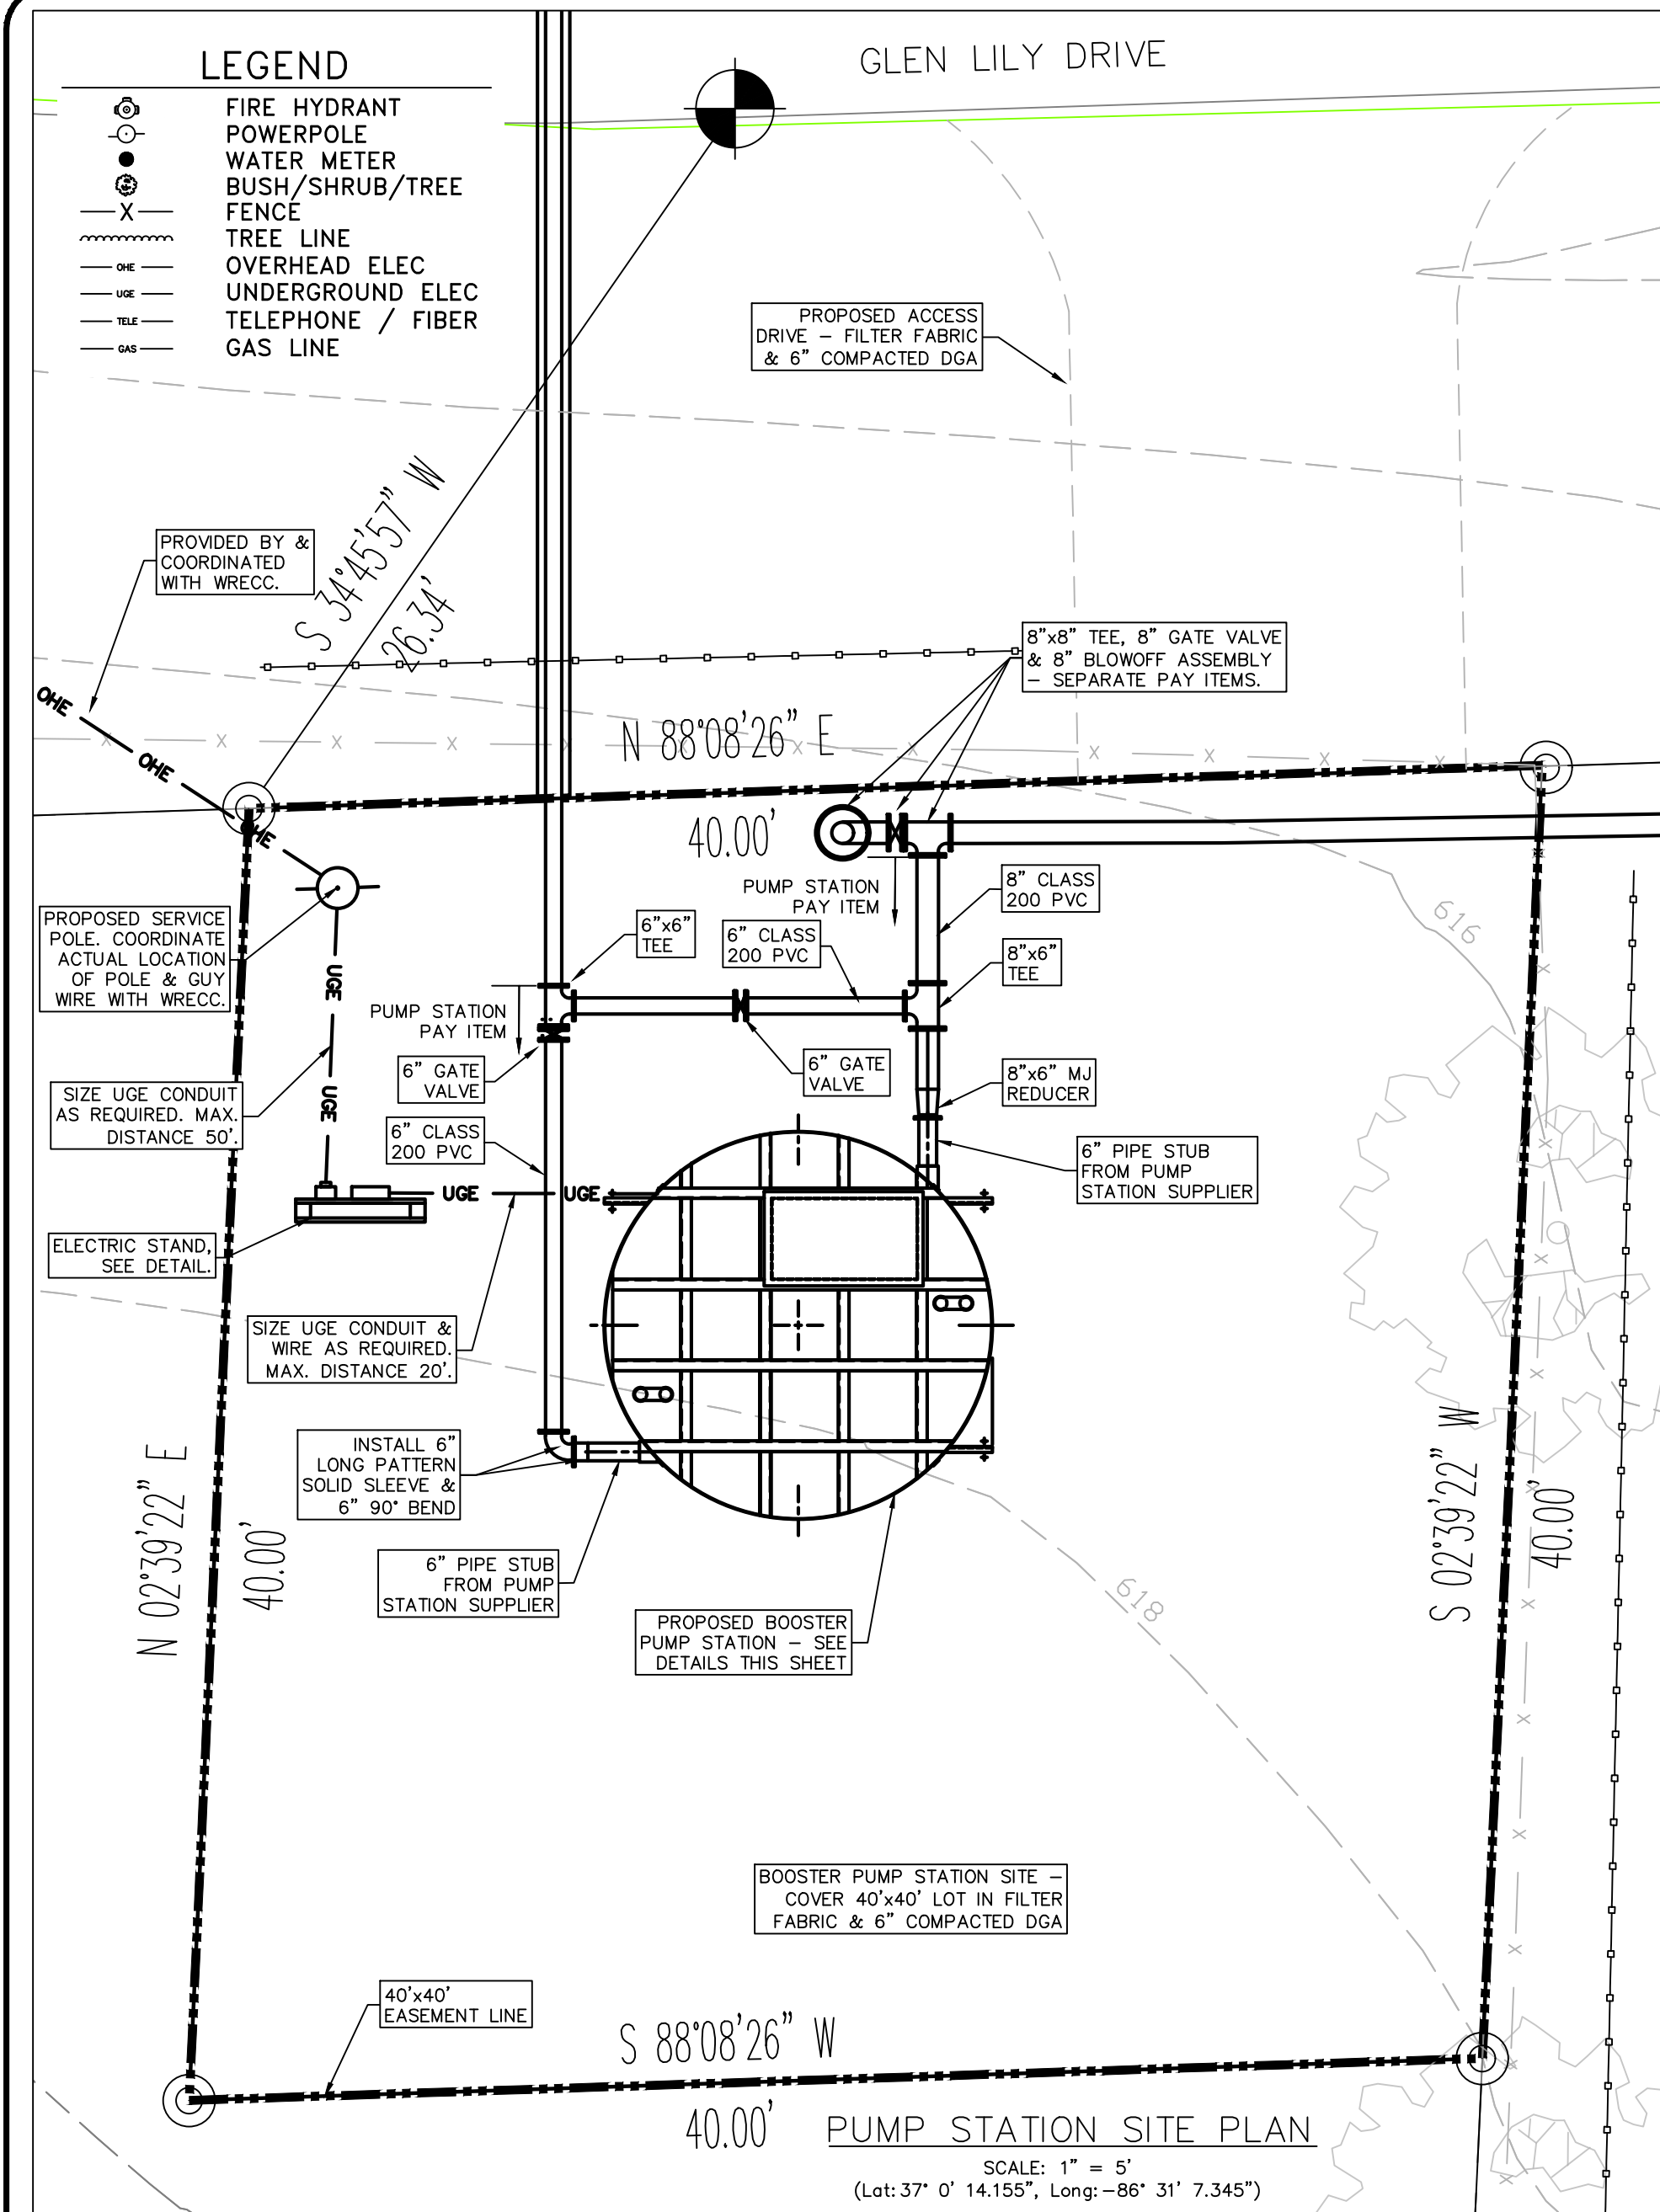 LEGEND
FIRE HYDRANT
POWERPOLE
WATER METER
BUSH/SHRUB/TREE
X FENCE
TREE LINE
OHE OVERHEAD ELEC
UGE UNDERGROUND ELEC
TELE TELEPHONE / FIBER
GAS GAS LINE
GLEN LILY DRIVE
PROPOSED ACCESS
DRIVE – FILTER FABRIC
& 6" COMPACTED DGA
S 34°45'57" W
26.34'
PROVIDED BY &
COORDINATED
WITH WRECC.
8"x8" TEE, 8" GATE VALVE
& 8" BLOWOFF ASSEMBLY
– SEPARATE PAY ITEMS.
OHE
OHE
OHE
N 88°08'26" E
40.00'
PUMP STATION
PAY ITEM
8" CLASS
200 PVC
PROPOSED SERVICE
POLE. COORDINATE
ACTUAL LOCATION
OF POLE & GUY
WIRE WITH WRECC.
6"x6"
TEE
6" CLASS
200 PVC
8"x6"
TEE
616
UGE
PUMP STATION
PAY ITEM
6" GATE
VALVE
6" GATE
VALVE
8"x6" MJ
REDUCER
SIZE UGE CONDUIT
AS REQUIRED. MAX.
DISTANCE 50'.
UGE
6" CLASS
200 PVC
6" PIPE STUB
FROM PUMP
STATION SUPPLIER
UGE
UGE
ELECTRIC STAND,
SEE DETAIL.
SIZE UGE CONDUIT &
WIRE AS REQUIRED.
MAX. DISTANCE 20'.
INSTALL 6"
LONG PATTERN
SOLID SLEEVE &
6" 90° BEND
N 02°39'22" E
40.00'
S 02°39'22" W
40.00'
6" PIPE STUB
FROM PUMP
STATION SUPPLIER
618
PROPOSED BOOSTER
PUMP STATION – SEE
DETAILS THIS SHEET
BOOSTER PUMP STATION SITE –
COVER 40'x40' LOT IN FILTER
FABRIC & 6" COMPACTED DGA
40'x40'
EASEMENT LINE
S 88°08'26" W
40.00'
PUMP STATION SITE PLAN
SCALE: 1" = 5'
(Lat: 37° 0' 14.155", Long: –86° 31' 7.345")